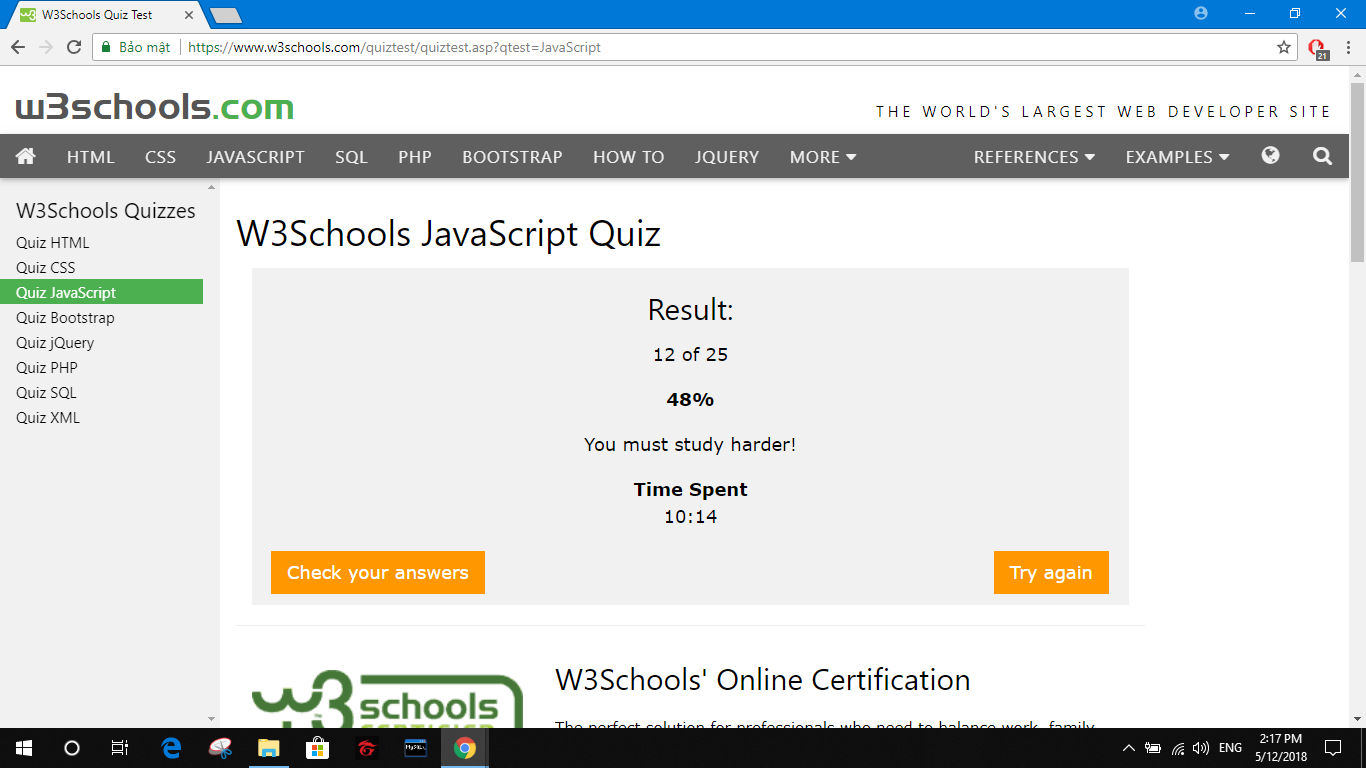 W3Schools Quiz Test
Bảo mật https://www.w3schools.com/quiztest/quiztest.asp?qtest=JavaScript
21
w3schools.com
THE WORLD'S LARGEST WEB DEVELOPER SITE
HTML CSS JAVASCRIPT SQL PHP BOOTSTRAP HOW TO JQUERY MORE REFERENCES EXAMPLES
W3Schools Quizzes
Quiz HTML
Quiz CSS
Quiz JavaScript
Quiz Bootstrap
Quiz jQuery
Quiz PHP
Quiz SQL
Quiz XML
W3Schools JavaScript Quiz
Result:
12 of 25
48%
You must study harder!
Time Spent
10:14
Check your answers
Try again
w3schools
W3Schools' Online Certification
The perfect solution for professionals who need to balance work, family,
MySQL
ENG
2:17 PM
5/12/2018